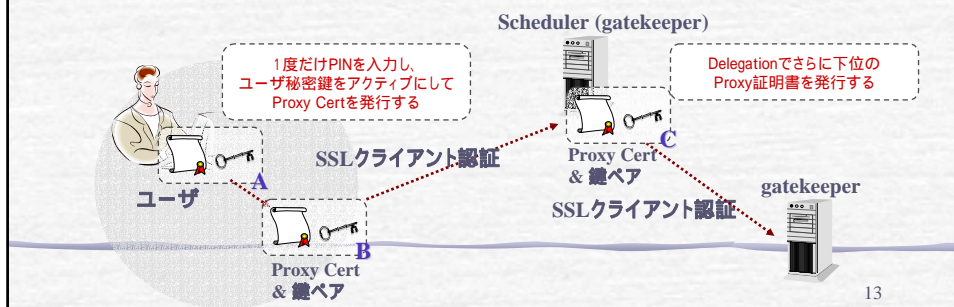 Scheduler (gatekeeper)
1度だけPINを入力し、
ユーザ秘密鍵をアクティブにして
Proxy Certを発行する
Delegationでさらに下位の
Proxy証明書を発行する
A
ユーザ
SSLクライアント認証
C
Proxy Cert
& 鍵ペア
SSLクライアント認証
gatekeeper
B
Proxy Cert
& 鍵ペア
13